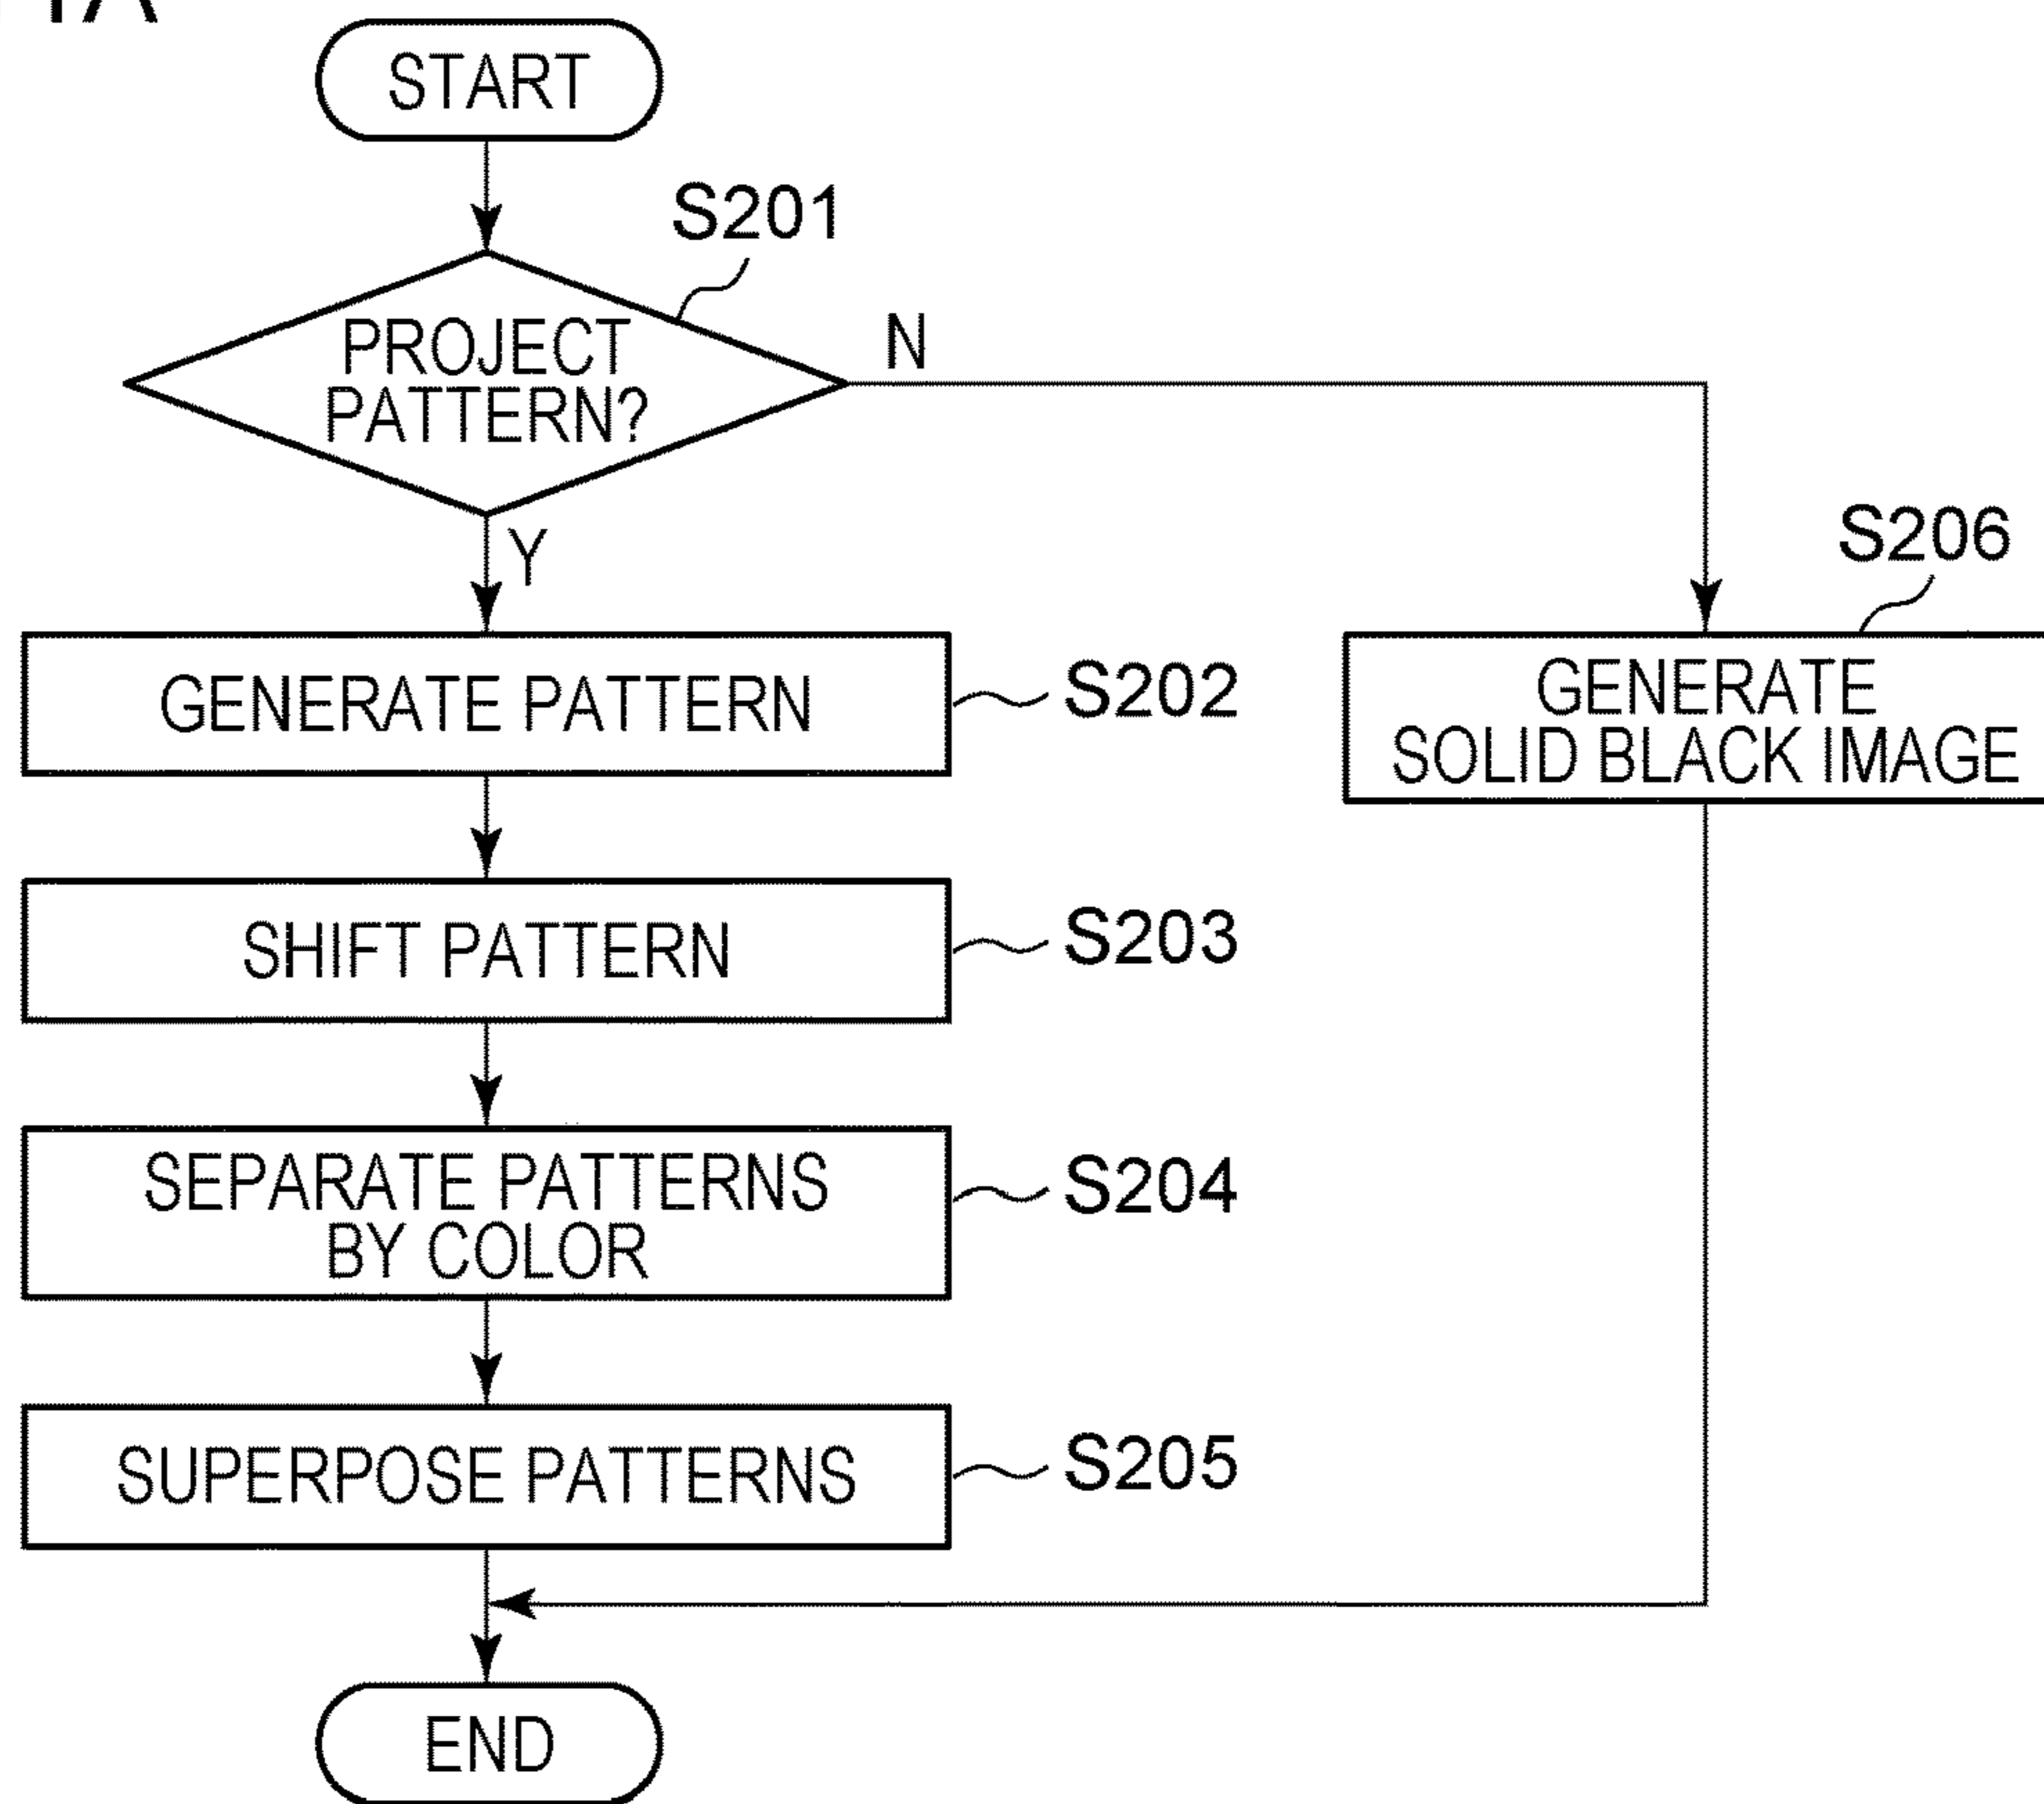 START
S201
PROJECT
PATTERN?
N
Y
S206
GENERATE PATTERN
S202
GENERATE
SOLID BLACK IMAGE
SHIFT PATTERN
S203
SEPARATE PATTERNS
BY COLOR
S204
SUPERPOSE PATTERNS
S205
END